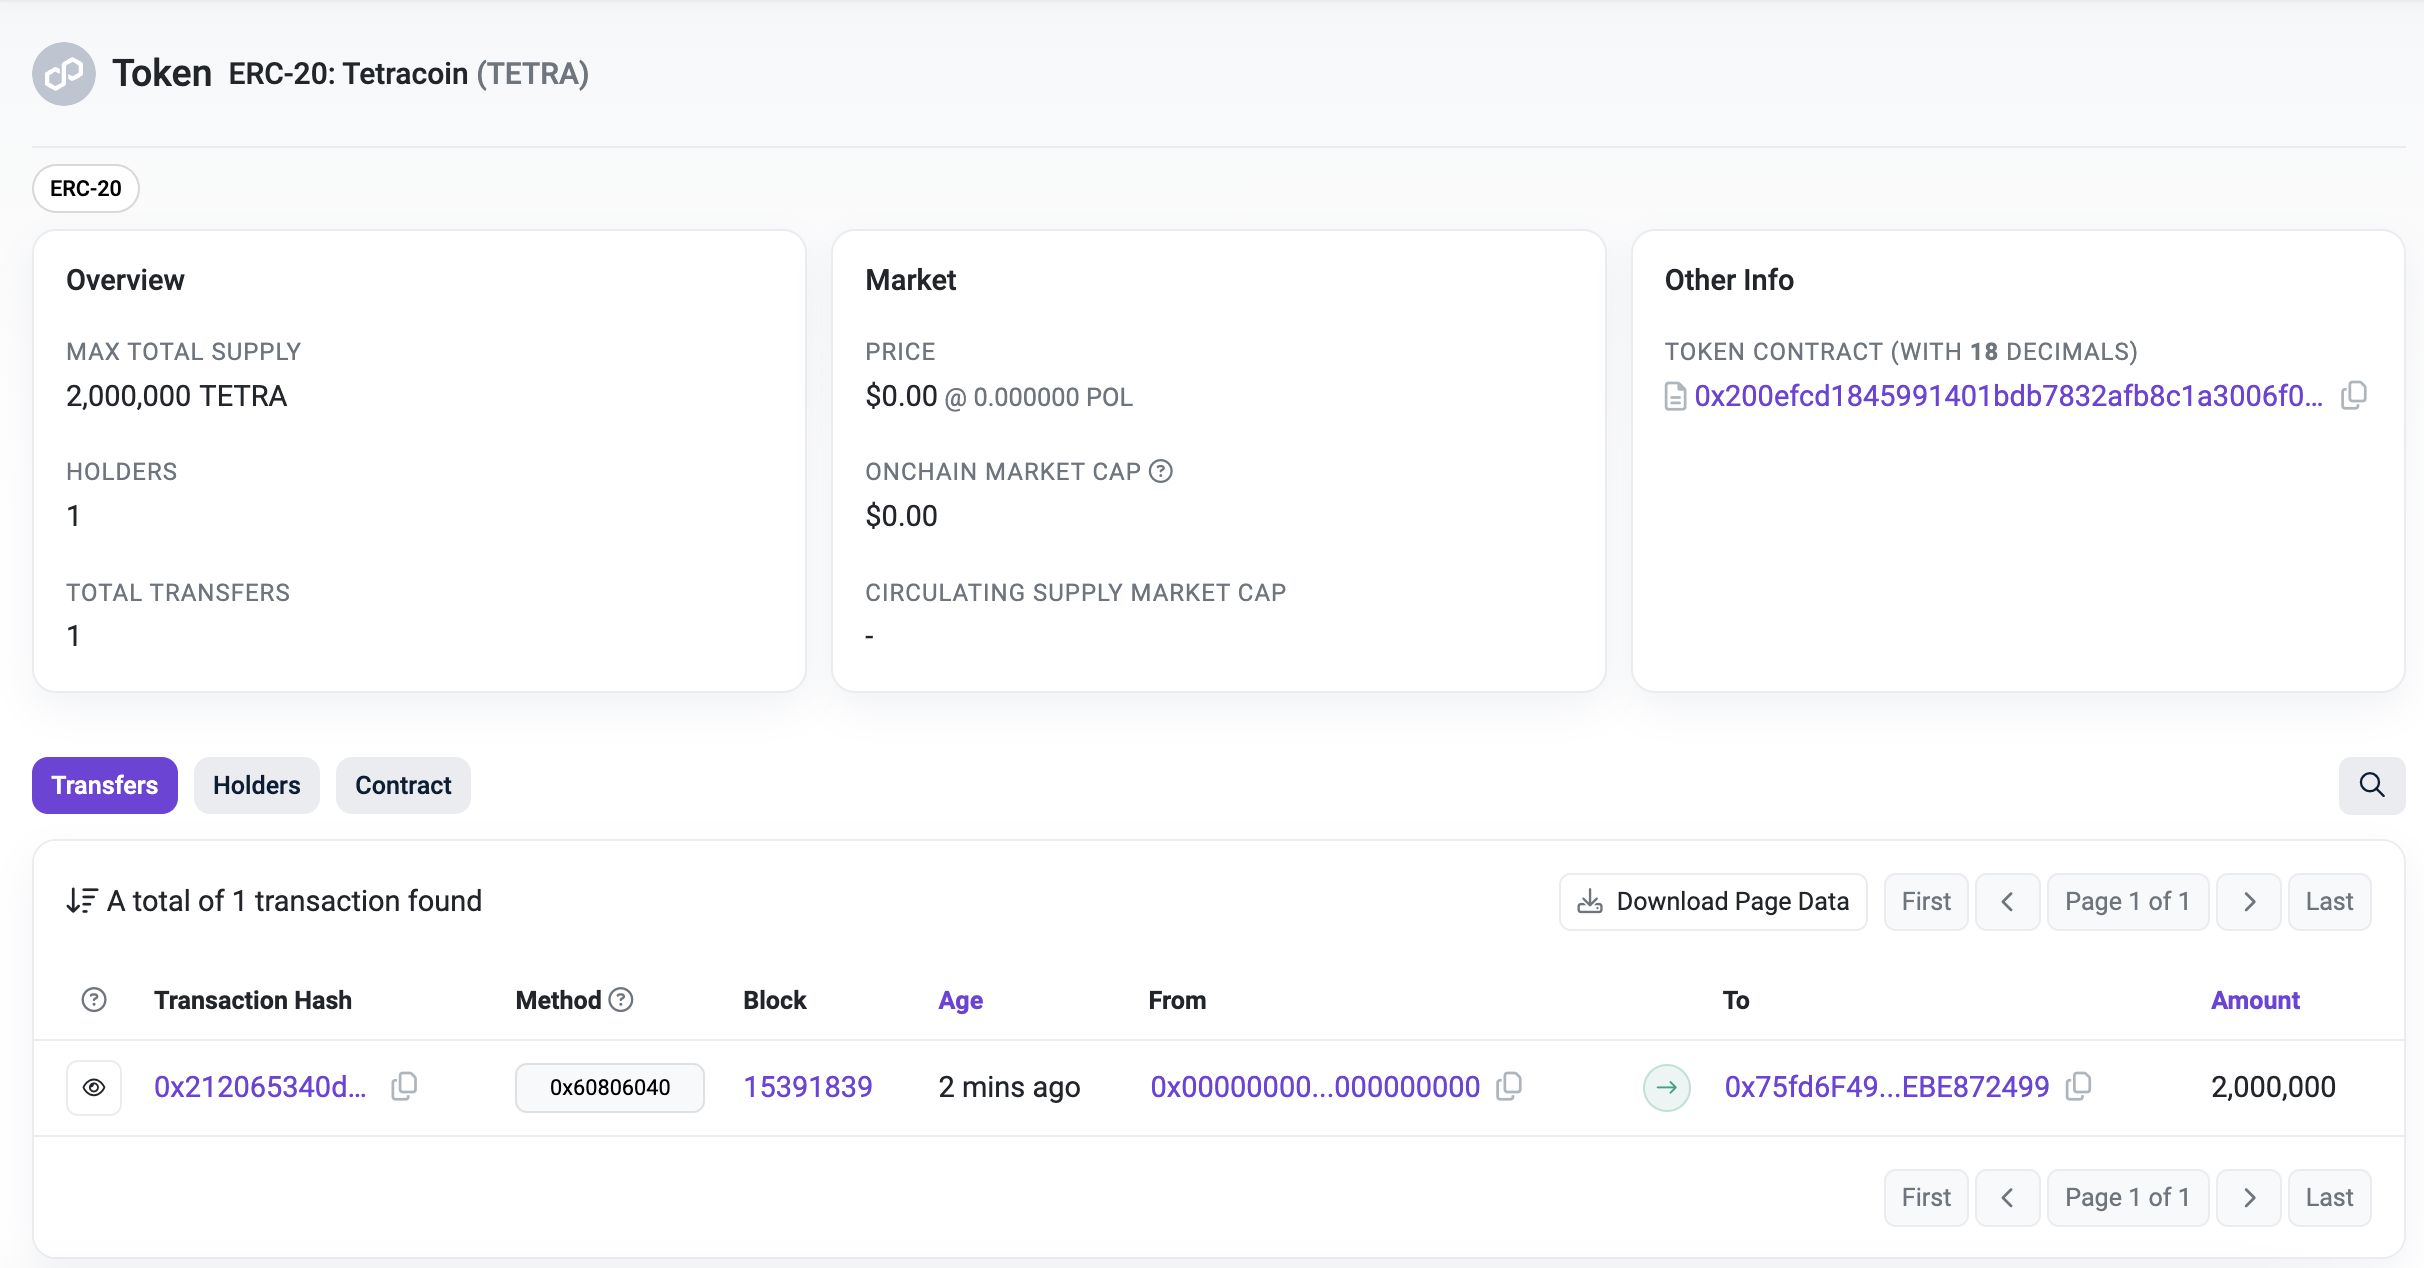 Token ERC-20: Tetracoin (TETRA)
ERC-20
Overview
MAX TOTAL SUPPLY
2,000,000 TETRA
HOLDERS
1
TOTAL TRANSFERS
1
Market
PRICE
$0.00 @ 0.000000 POL
ONCHAIN MARKET CAP
$0.00
CIRCULATING SUPPLY MARKET CAP
-
Other Info
TOKEN CONTRACT (WITH 18 DECIMALS)
0x200efcd1845991401bdb7832afb8c1a3006f0...
Transfers Holders Contract
A total of 1 transaction found Download Page Data First Page 1 of 1 Last
Transaction Hash Method Block Age From To Amount
0x212065340d... 0x60806040 15391839 2 mins ago 0x00000000...000000000 0x75fd6F49...EBE872499 2,000,000
First Page 1 of 1 Last